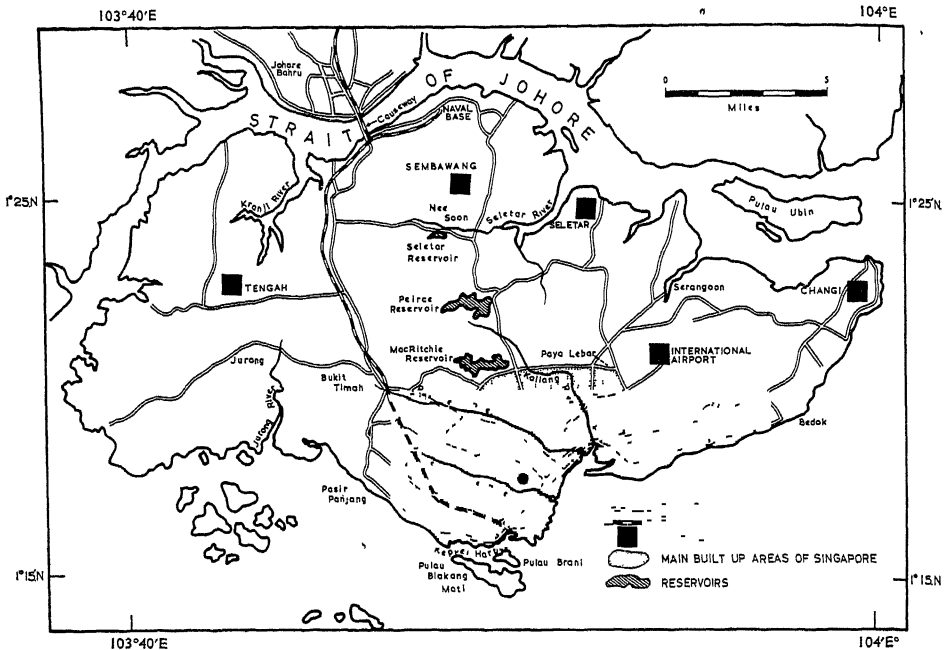 103°40'E
104°E
Johore
Bahru
STRAIT OF JOHORE
Causeway
NAVAL
BASE
0 5
Miles
1°25'N
1°25'N
SEMBAWANG
Kranji River
Nee
Soon
Seletar River
SELETAR
Pulau Ubin
Seletar
Reservoir
TENGAH
Peirce
Reservoir
Serangoon
CHANGI
MacRitchie
Reservoir
Paya Lebar
INTERNATIONAL
AIRPORT
Jurong
Bukit
Timah
Kallang
Jurong River
Bedok
Pasir
Panjang
Pulau
Blakang
Mati
Pulau Brani
MAIN BUILT UP AREAS OF SINGAPORE
RESERVOIRS
1°15'N
1°15'N
103°40'E
104°E